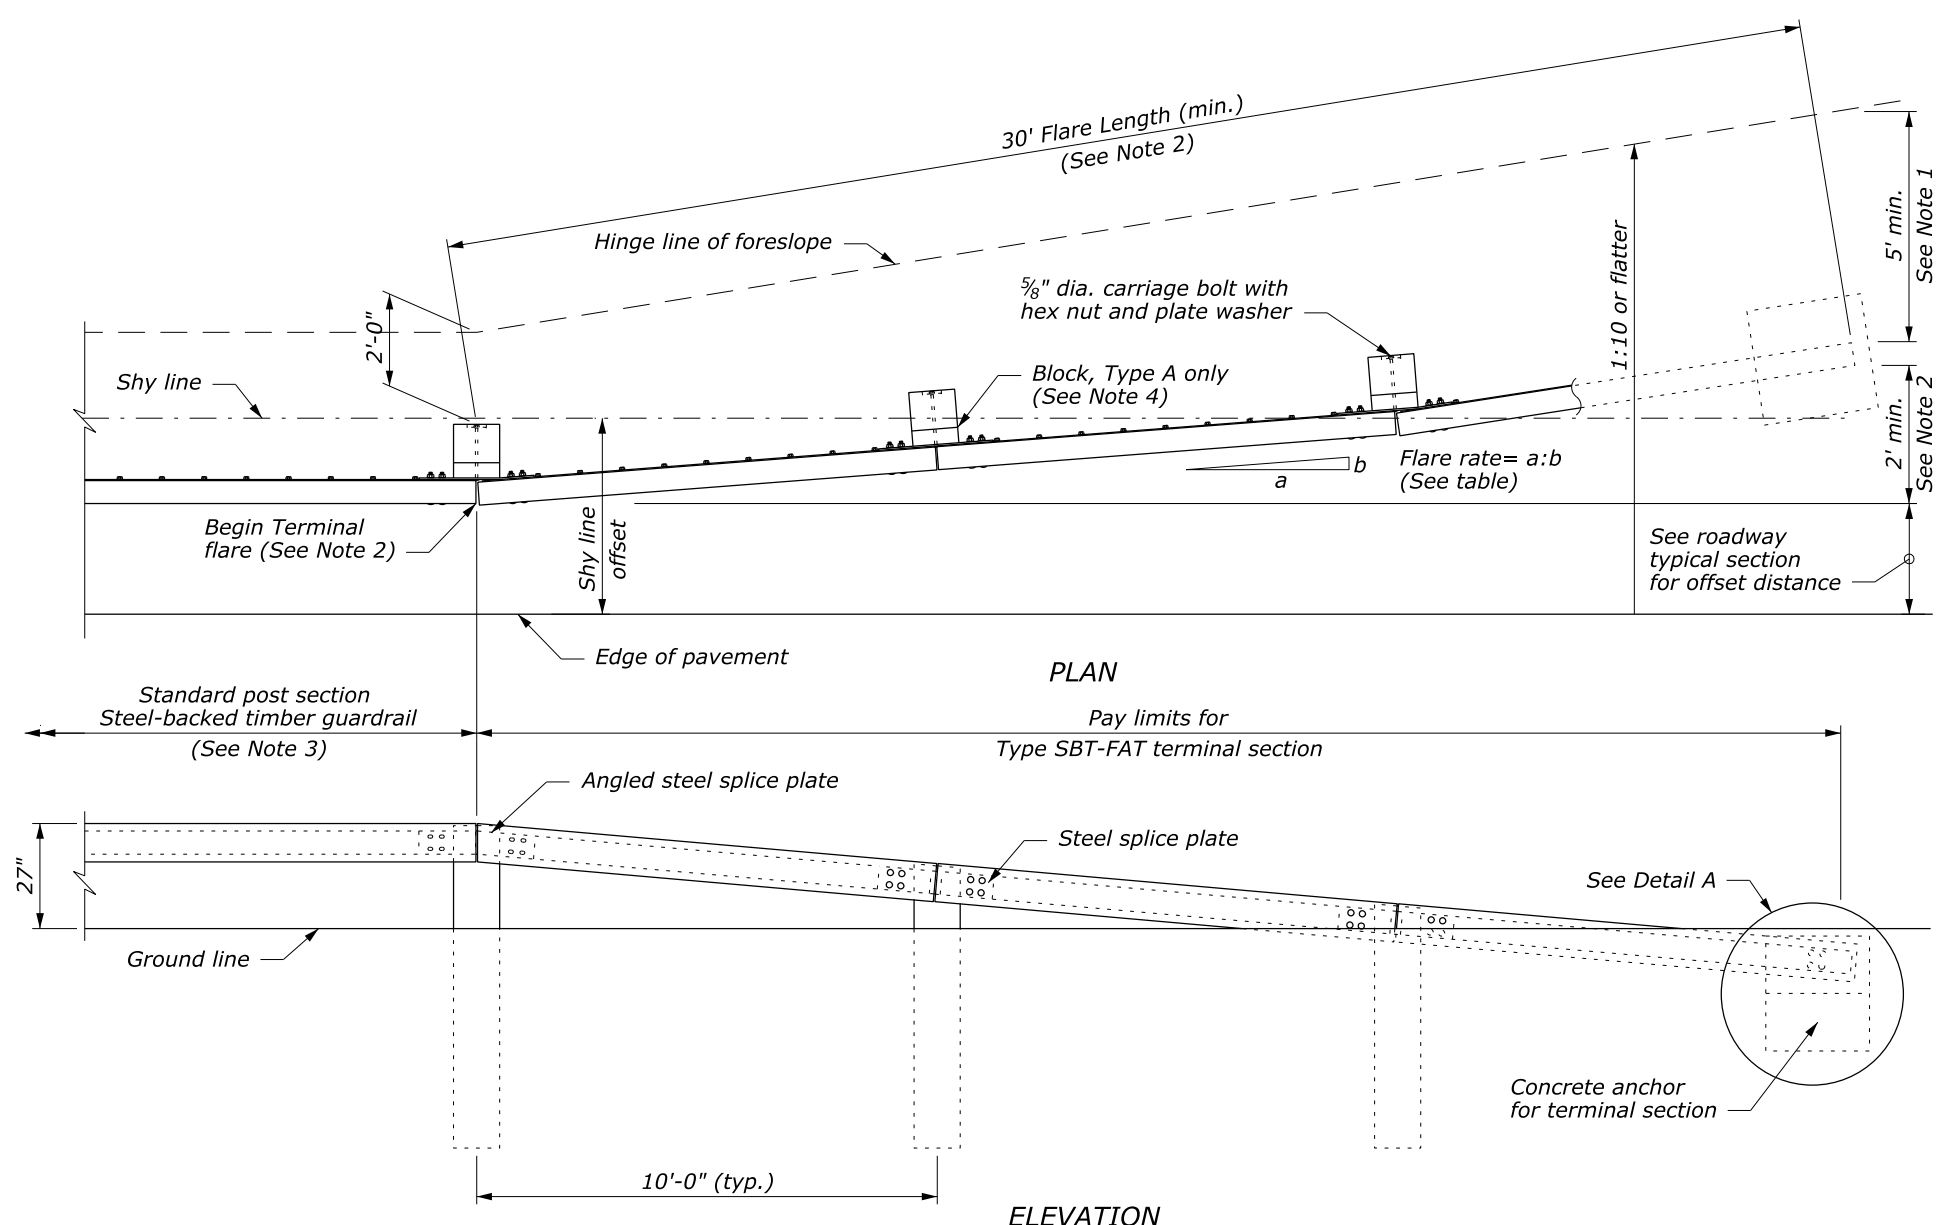 30' Flare Length (min.)
(See Note 2)
Hinge line of foreslope
5/8" dia. carriage bolt with
hex nut and plate washer
1:10 or flatter
5' min.
See Note 1
2'-0"
Shy line
Block, Type A only
(See Note 4)
2' min.
See Note 2
b
a
Flare rate= a:b
(See table)
Begin Terminal
flare (See Note 2)
Shy line
offset
See roadway
typical section
for offset distance
Edge of pavement
PLAN
Standard post section
Steel-backed timber guardrail
(See Note 3)
Pay limits for
Type SBT-FAT terminal section
Angled steel splice plate
Steel splice plate
27"
See Detail A
Ground line
Concrete anchor
for terminal section
10'-0" (typ.)
ELEVATION